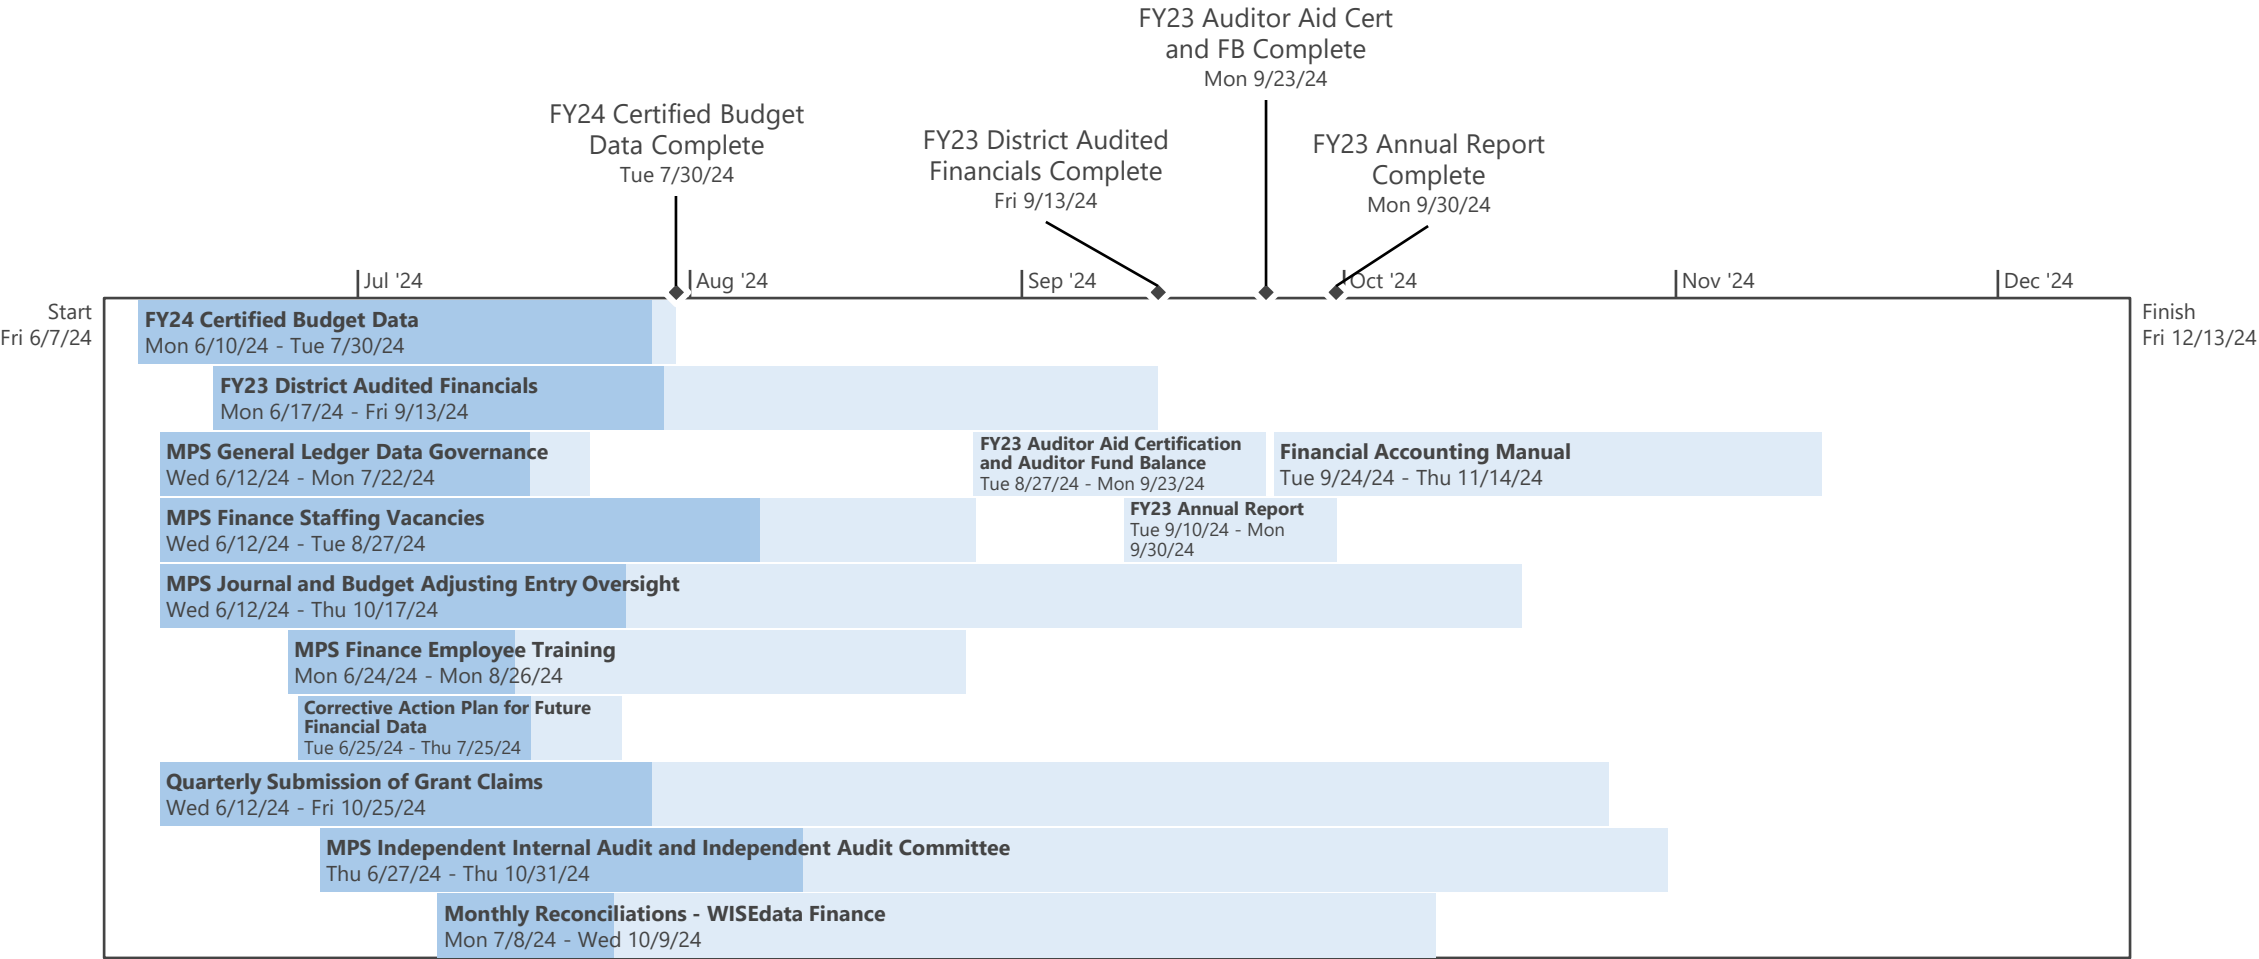 FY23 Auditor Aid Cert
and FB Complete
Mon 9/23/24
FY24 Certified Budget
Data Complete
Tue 7/30/24
FY23 District Audited
Financials Complete
Fri 9/13/24
FY23 Annual Report
Complete
Mon 9/30/24
Jul '24
Aug '24
Sep '24
Oct '24
Nov '24
Dec '24
Start
Fri 6/7/24
Finish
Fri 12/13/24
FY24 Certified Budget Data
Mon 6/10/24 - Tue 7/30/24
FY23 District Audited Financials
Mon 6/17/24 - Fri 9/13/24
MPS General Ledger Data Governance
Wed 6/12/24 - Mon 7/22/24
FY23 Auditor Aid Certification
and Auditor Fund Balance
Tue 8/27/24 - Mon 9/23/24
Financial Accounting Manual
Tue 9/24/24 - Thu 11/14/24
MPS Finance Staffing Vacancies
Wed 6/12/24 - Tue 8/27/24
FY23 Annual Report
Tue 9/10/24 - Mon
9/30/24
MPS Journal and Budget Adjusting Entry Oversight
Wed 6/12/24 - Thu 10/17/24
MPS Finance Employee Training
Mon 6/24/24 - Mon 8/26/24
Corrective Action Plan for Future
Financial Data
Tue 6/25/24 - Thu 7/25/24
Quarterly Submission of Grant Claims
Wed 6/12/24 - Fri 10/25/24
MPS Independent Internal Audit and Independent Audit Committee
Thu 6/27/24 - Thu 10/31/24
Monthly Reconciliations - WISEdata Finance
Mon 7/8/24 - Wed 10/9/24